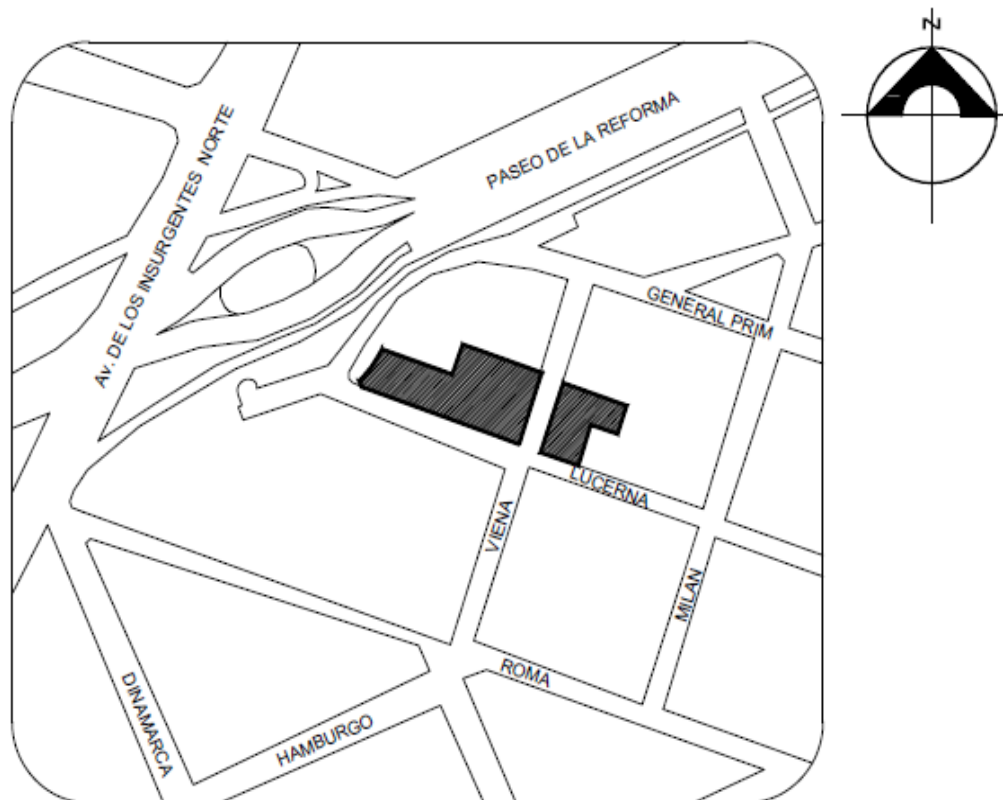 N
PASEO DE LA REFORMA
Av. DE LOS INSURGENTES NORTE
GENERAL PRIM
LUCERNA
VIENA
MILAN
ROMA
DINAMARCA
HAMBURGO